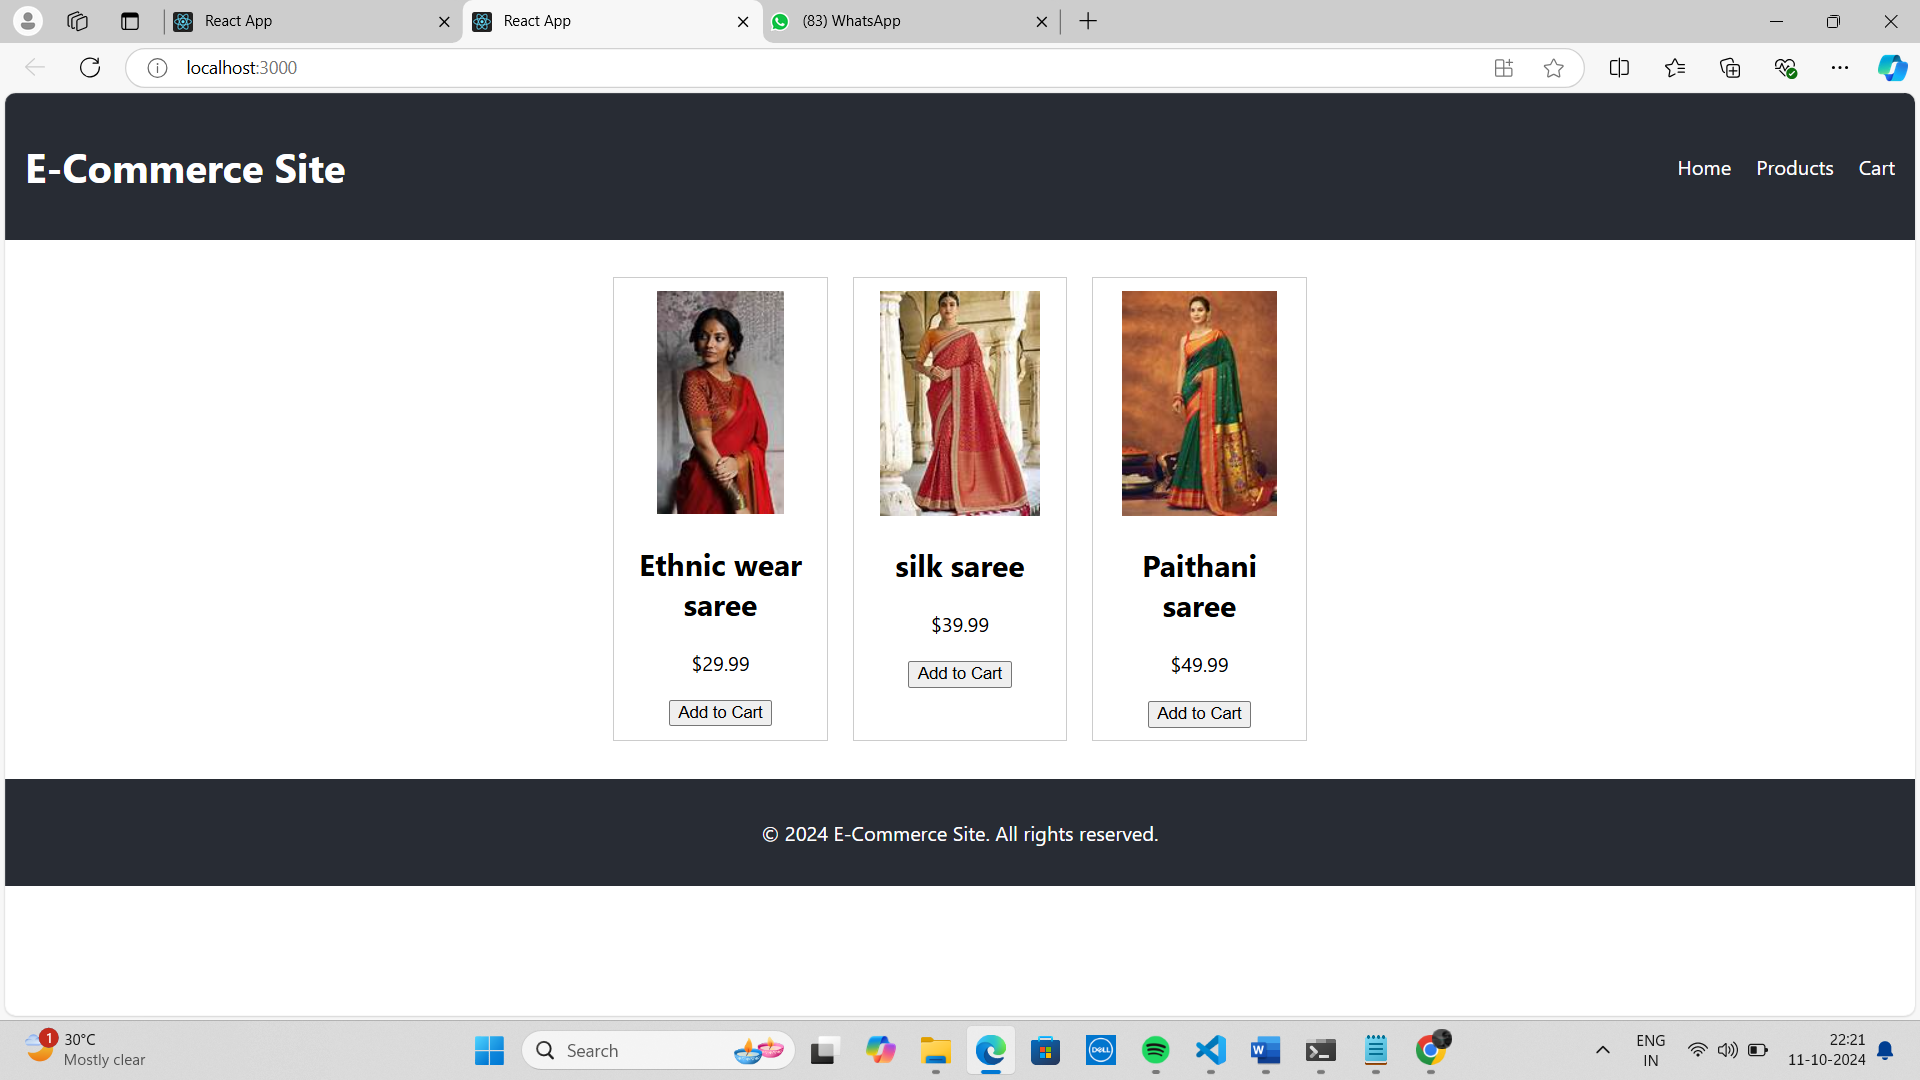 React App
React App
(83) WhatsApp
localhost:3000
E-Commerce Site
Home Products Cart
Ethnic wear
saree
$29.99
Add to Cart
silk saree
$39.99
Add to Cart
Paithani
saree
$49.99
Add to Cart
© 2024 E-Commerce Site. All rights reserved.
1
30°C
Mostly clear
Search
DELL
W
ENG
IN
22:21
11-10-2024